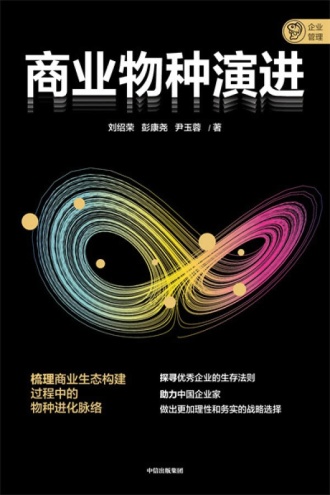 企业
管理
商业物种演进
刘绍荣 彭康尧 尹玉蓉 / 著
梳理商业生态构建
过程中的
物种进化脉络
探寻优秀企业的生存法则
助力中国企业家
做出更加理性和务实的战略选择
中信出版集团